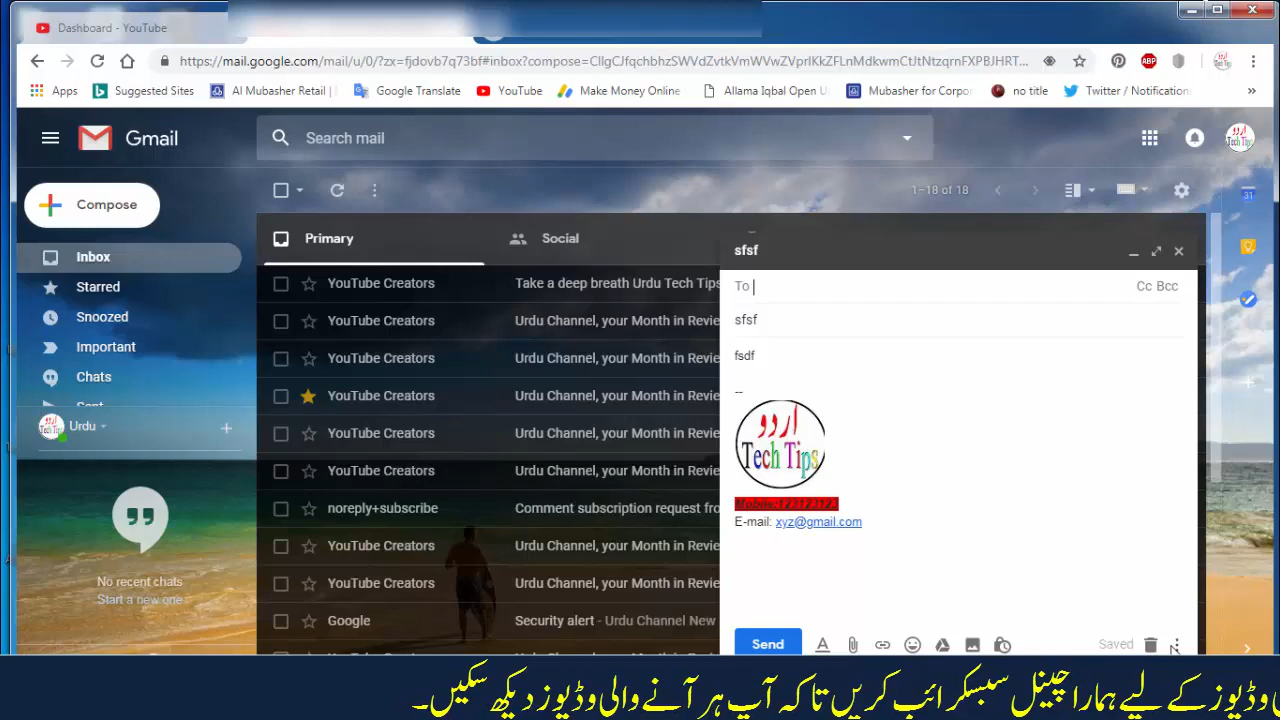 Dashboard - YouTube
https://mail.google.com/mail/u/0/?zx=fjdovb7q73bf#inbox?compose=
Apps
Suggested Sites
Al Mubasher Retail |
Google Translate
YouTube
Make Money Online
Allama Iqbal Open U
Mubasher for Corpor
no title
Twitter / Notification
»
Gmail
Search mail
Compose
1–18 of 18
31
Inbox
Starred
Snoozed
Important
Chats
Sent
Urdu
No recent chats
Start a new one
Primary
Social
YouTube Creators
Take a deep breath Urdu Tech Tips
YouTube Creators
Urdu Channel, your Month in Revie
YouTube Creators
Urdu Channel, your Month in Revie
YouTube Creators
Urdu Channel, your Month in Revie
YouTube Creators
Urdu Channel, your Month in Revie
YouTube Creators
Urdu Channel, your Month in Revie
noreply+subscribe
Comment subscription request fro
YouTube Creators
Urdu Channel, your Month in Revie
YouTube Creators
Urdu Channel, your Month in Revie
Google
Security alert - Urdu Channel New
sfsf
To
Cc Bcc
sfsf
fsdf
--
اردو
Tech Tips
E-mail: xyz@gmail.com
Send
Saved
وڈیوز کے لیے ہمارا چینل سبسکرائب کریں تاکہ آپ ہر آنے والی وڈیوز دیکھ سکیں۔